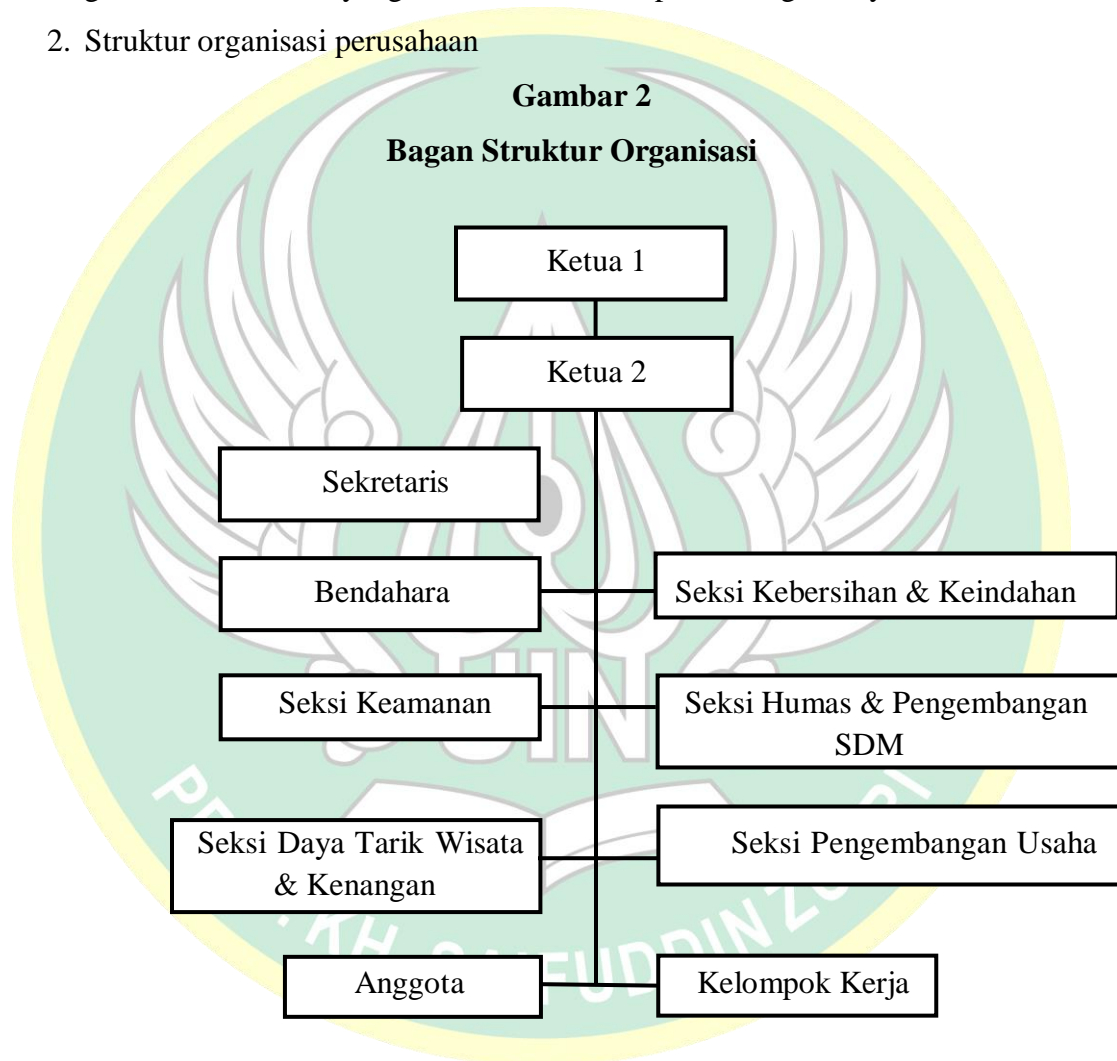 2. Struktur organisasi perusahaan
Gambar 2
Bagan Struktur Organisasi
Ketua 1
Ketua 2
Sekretaris
Bendahara
Seksi Kebersihan & Keindahan
Seksi Keamanan
Seksi Humas & Pengembangan
SDM
Seksi Daya Tarik Wisata
& Kenangan
Seksi Pengembangan Usaha
Anggota
Kelompok Kerja
UIN